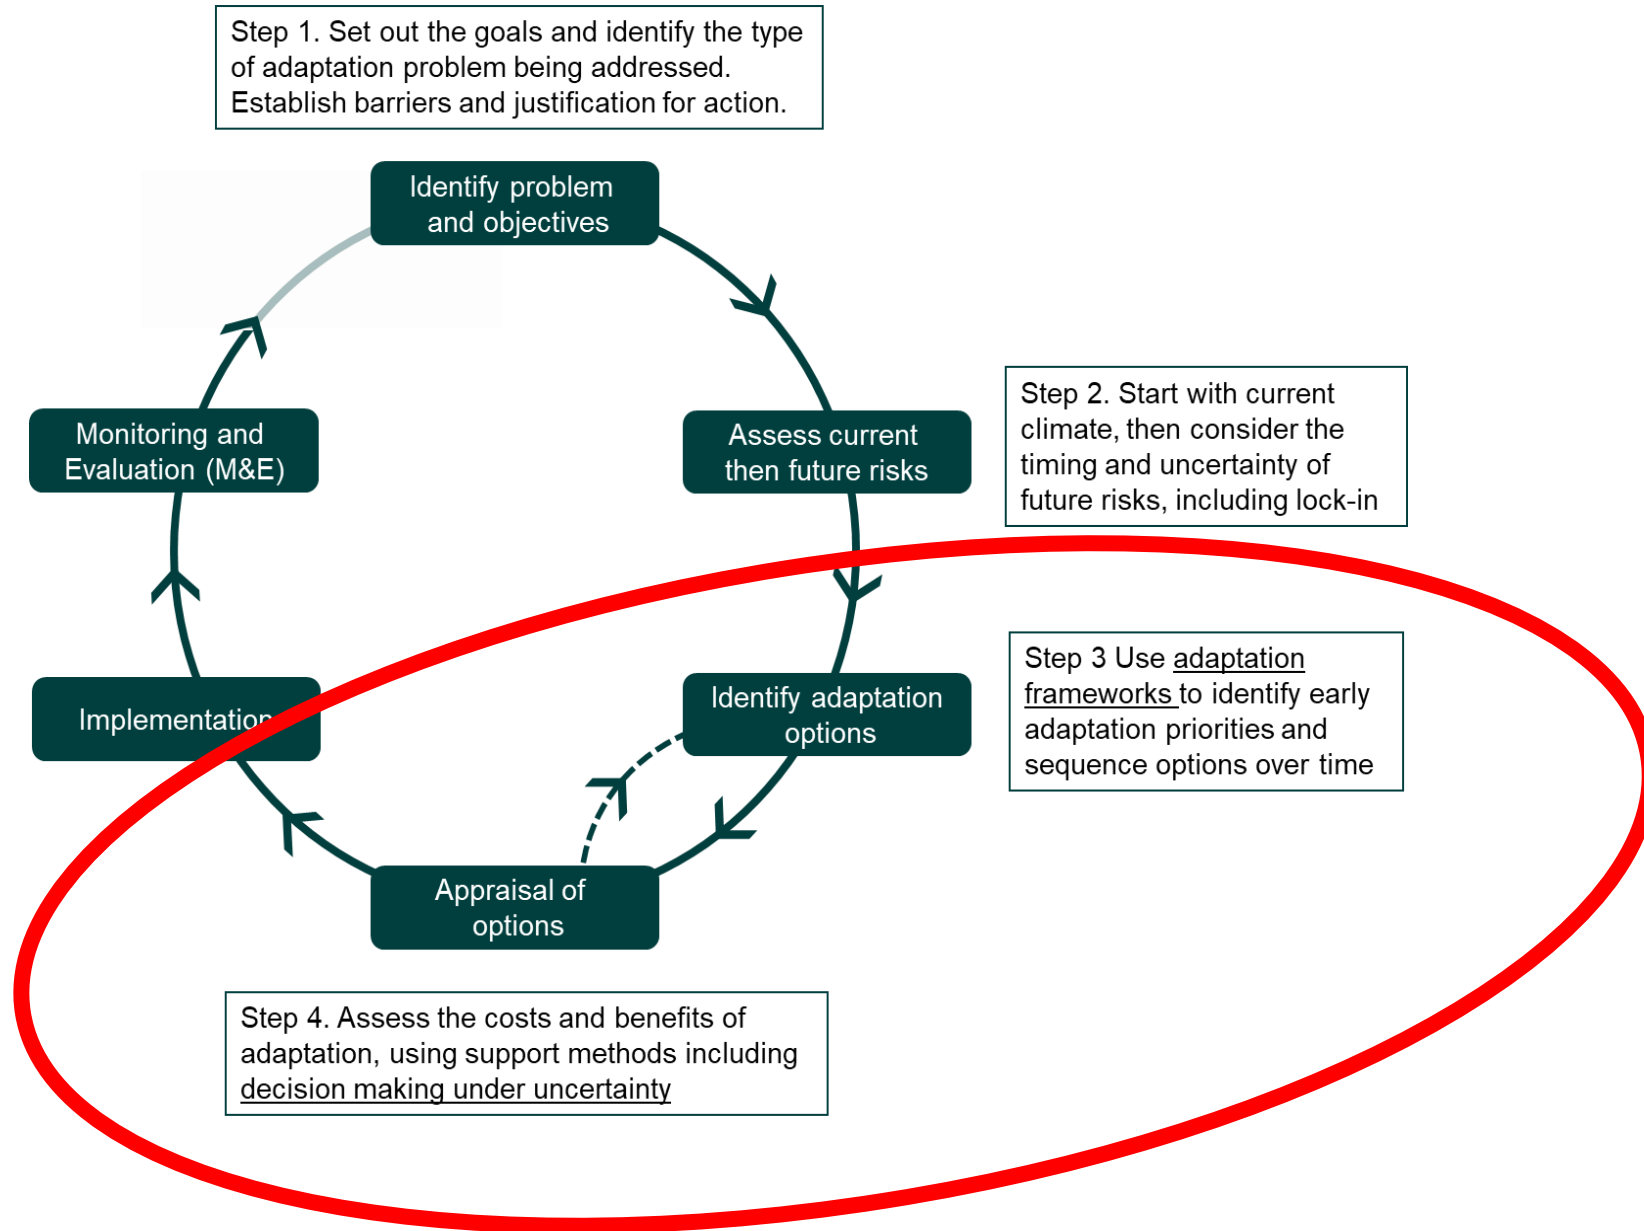 Step 1. Set out the goals and identify the type
of adaptation problem being addressed.
Establish barriers and justification for action.
Identify problem
and objectives
Monitoring and
Evaluation (M&E)
Assess current
then future risks
Step 2. Start with current
climate, then consider the
timing and uncertainty of
future risks, including lock-in
Implementation
Identify adaptation
options
Step 3 Use adaptation
frameworks to identify early
adaptation priorities and
sequence options over time
Appraisal of
options
Step 4. Assess the costs and benefits of
adaptation, using support methods including
decision making under uncertainty